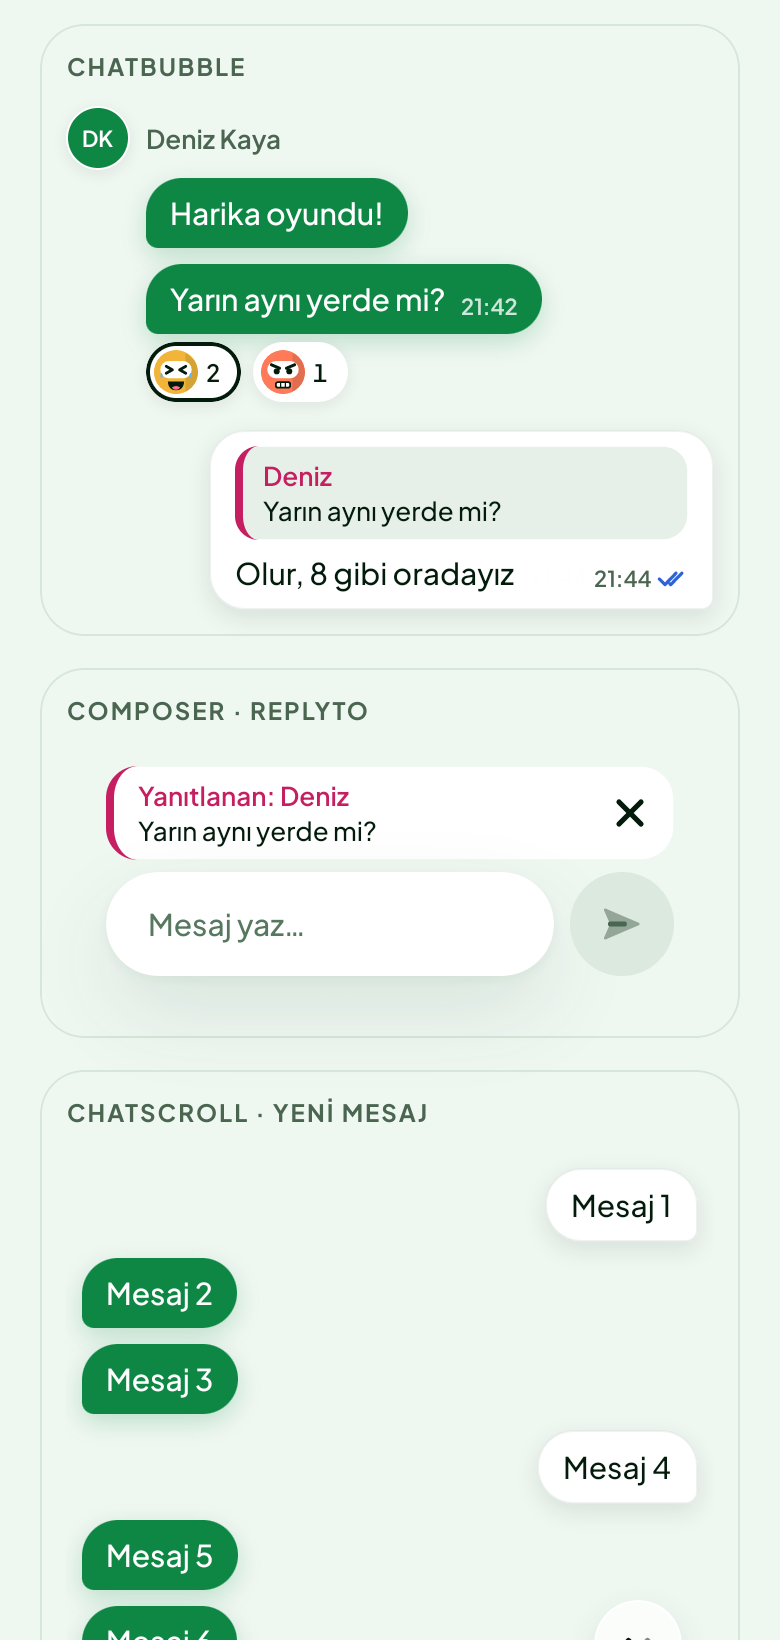 CHATBUBBLE
DK
Deniz Kaya
Harika oyundu!
Yarın aynı yerde mi? 21:42
2 1
Deniz
Yarın aynı yerde mi?
Olur, 8 gibi oradayız 21:44
COMPOSER · REPLYTO
Yanıtlanan: Deniz
Yarın aynı yerde mi?
Mesaj yaz…
CHATSCROLL · YENİ MESAJ
Mesaj 1
Mesaj 2
Mesaj 3
Mesaj 4
Mesaj 5
Mesaj 6